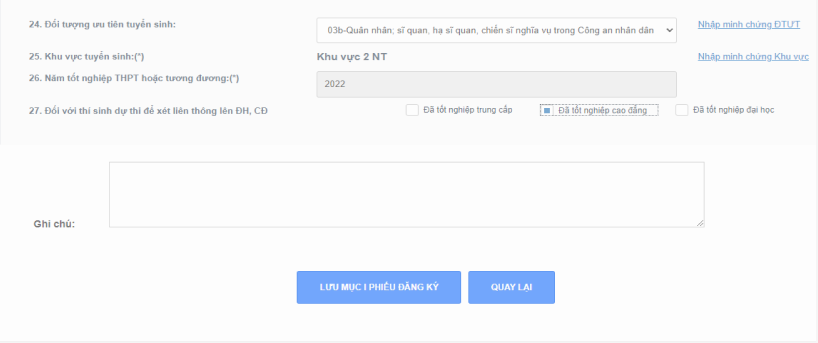 24. Đối tượng ưu tiên tuyển sinh: 03b-Quân nhân; sĩ quan, hạ sĩ quan, chiến sĩ nghĩa vụ trong Công an nhân dân Nhập minh chứng ĐTƯT
25. Khu vực tuyển sinh:(*) Khu vực 2 NT Nhập minh chứng Khu vực
26. Năm tốt nghiệp THPT hoặc tương đương:(*) 2022
27. Đối với thí sinh dự thi để xét liên thông lên ĐH, CĐ Đã tốt nghiệp trung cấp Đã tốt nghiệp cao đẳng Đã tốt nghiệp đại học
Ghi chú:
LƯU MỤC I PHIẾU ĐĂNG KÝ QUAY LẠI